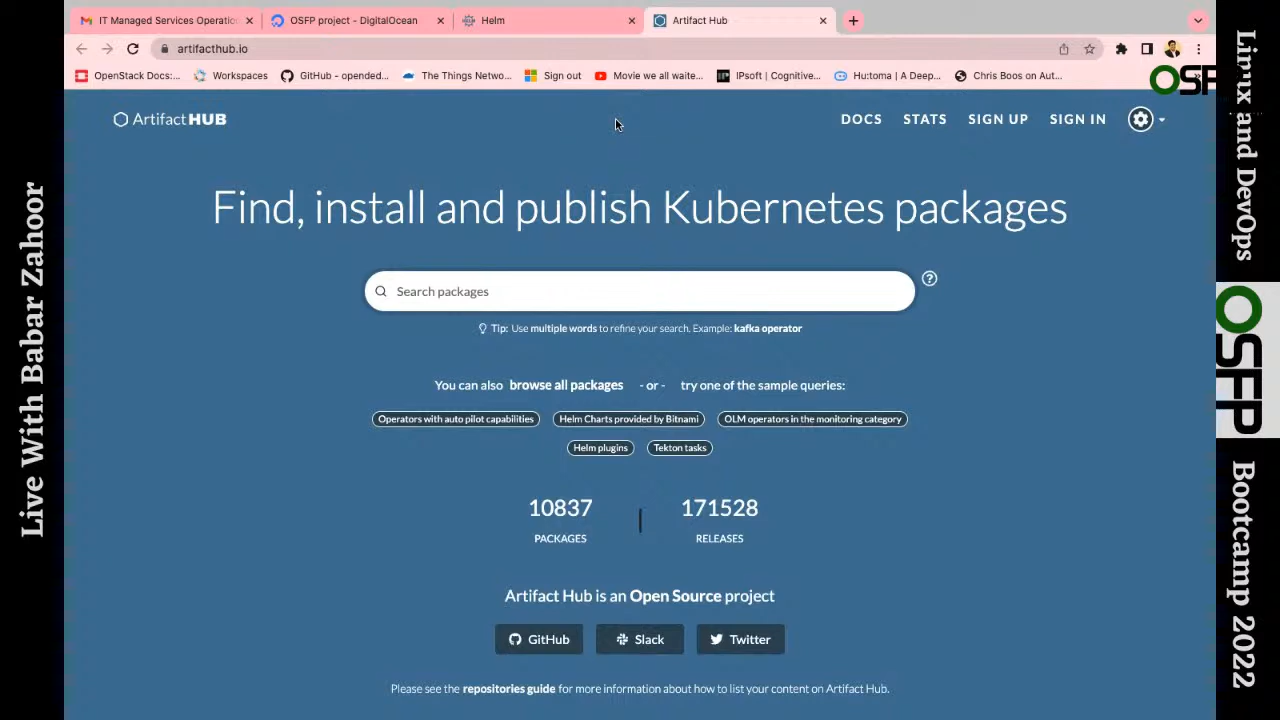 IT Managed Services Operatio
OSFP project - DigitalOcean
Helm
Artifact Hub
artifacthub.io
OpenStack Docs:...
Workspaces
GitHub - opended...
The Things Netwo...
Sign out
Movie we all waite...
IPsoft | Cognitive...
Hu:toma | A Deep...
Chris Boos on Aut...
OSF
ArtifactHUB
DOCS
STATS
SIGN UP
SIGN IN
Find, install and publish Kubernetes packages
Search packages
Tip: Use multiple words to refine your search. Example: kafka operator
You can also browse all packages - or - try one of the sample queries:
Operators with auto pilot capabilities
Helm Charts provided by Bitnami
OLM operators in the monitoring category
Helm plugins
Tekton tasks
10837
171528
PACKAGES
RELEASES
Artifact Hub is an Open Source project
GitHub
Slack
Twitter
Please see the repositories guide for more information about how to list your content on Artifact Hub.
Live With Babar Zahoor
Linux and DevOps
OSFP
Bootcamp 2022